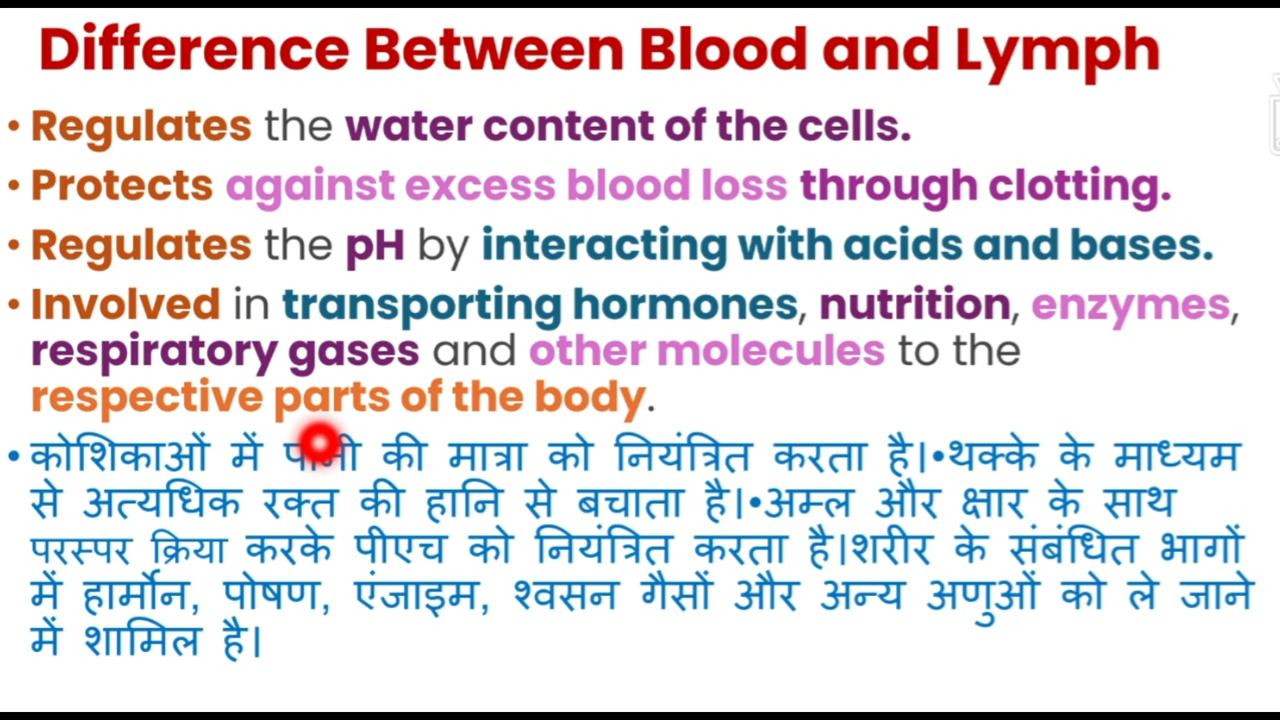 Difference Between Blood and Lymph
• Regulates the water content of the cells.
• Protects against excess blood loss through clotting.
• Regulates the pH by interacting with acids and bases.
• Involved in transporting hormones, nutrition, enzymes,
respiratory gases and other molecules to the
respective parts of the body.
• कोशिकाओं में पानी की मात्रा को नियंत्रित करता है।•थक्के के माध्यम
से अत्यधिक रक्त की हानि से बचाता है।•अम्ल और क्षार के साथ
परस्पर क्रिया करके पीएच को नियंत्रित करता है।शरीर के संबंधित भागों
में हार्मोन, पोषण, एंजाइम, श्वसन गैसों और अन्य अणुओं को ले जाने
में शामिल है।